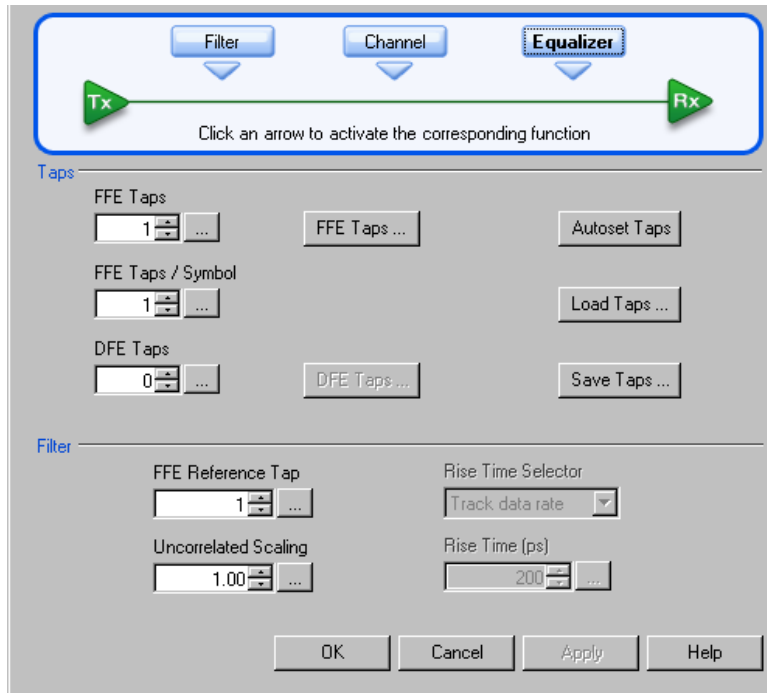 Filter Channel Equalizer
Tx Rx
Click an arrow to activate the corresponding function
Taps
FFE Taps
1 ... FFE Taps ... Autoset Taps
FFE Taps / Symbol
1 ... Load Taps ...
DFE Taps
0 ... DFE Taps ... Save Taps ...
Filter
FFE Reference Tap Rise Time Selector
1 ... Track data rate
Uncorrelated Scaling Rise Time (ps)
1.00 ... 200 ...
OK Cancel Apply Help